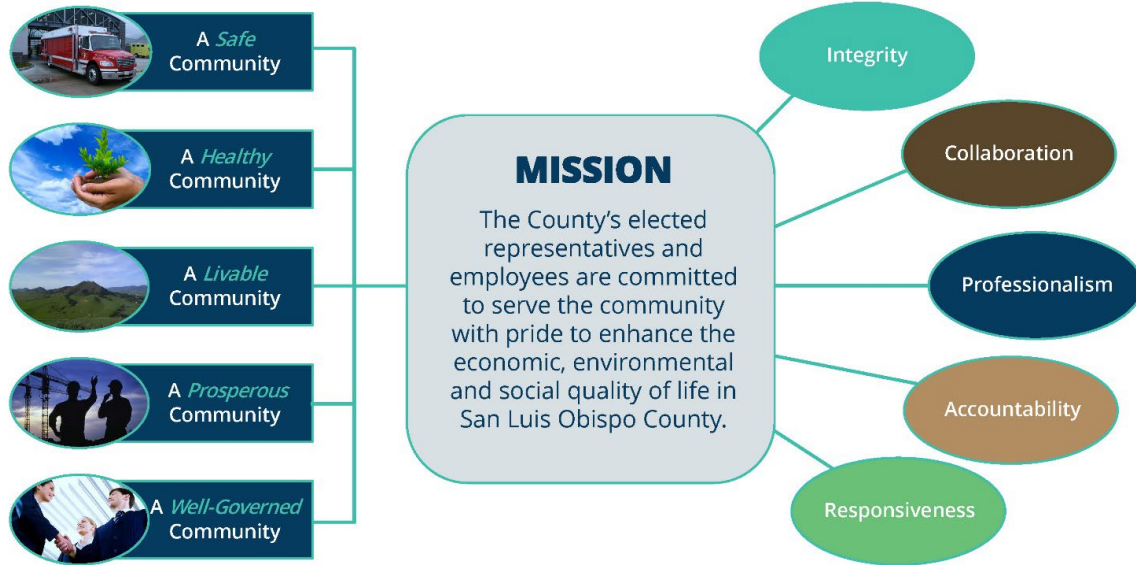 A Safe
Community
A Healthy
Community
A Livable
Community
A Prosperous
Community
A Well-Governed
Community
MISSION
The County’s elected
representatives and
employees are committed
to serve the community
with pride to enhance the
economic, environmental
and social quality of life in
San Luis Obispo County.
Integrity
Collaboration
Professionalism
Accountability
Responsiveness